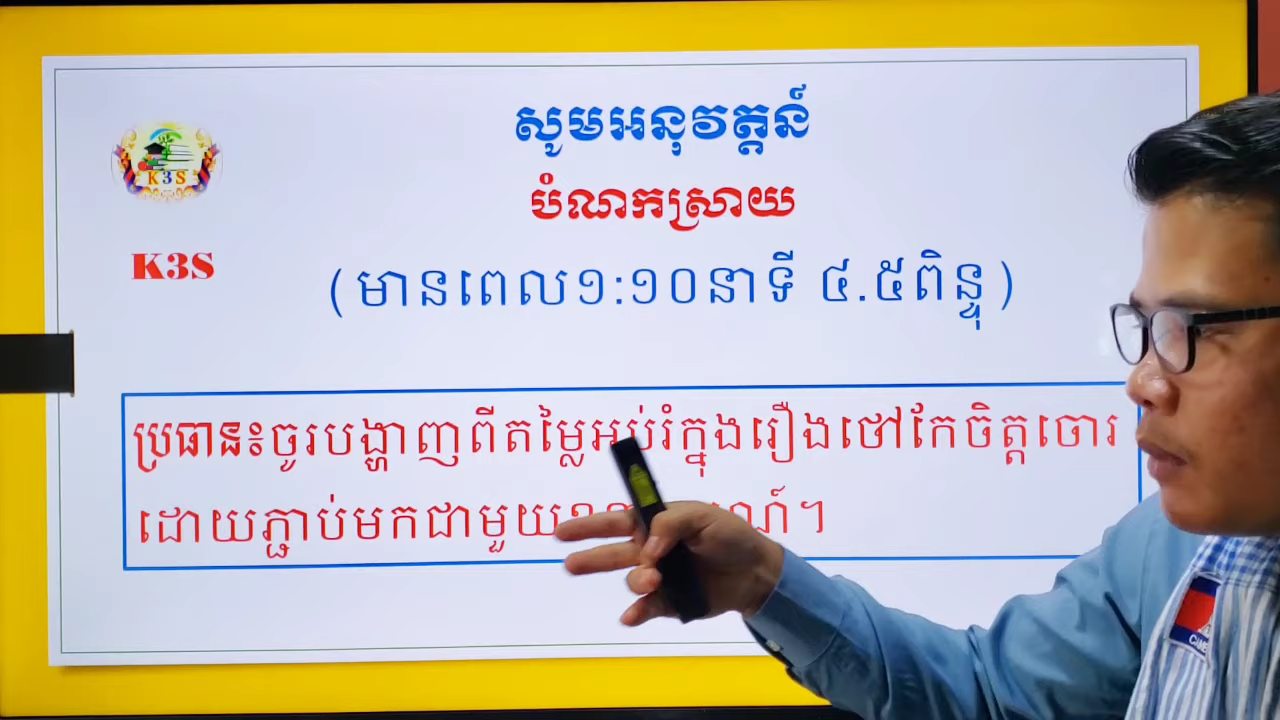 សូមអនុវត្តន៍
បំណកស្រាយ
K3S
K3S
(មានពេល១:១០នាទី ៤.៥ពិន្ទុ)
ប្រធាន៖ចូរបង្ហាញពីតម្លៃអប់រំក្នុងរឿងថៅកែចិត្តចោរ
ដោយភ្ជាប់មកជាមួយ